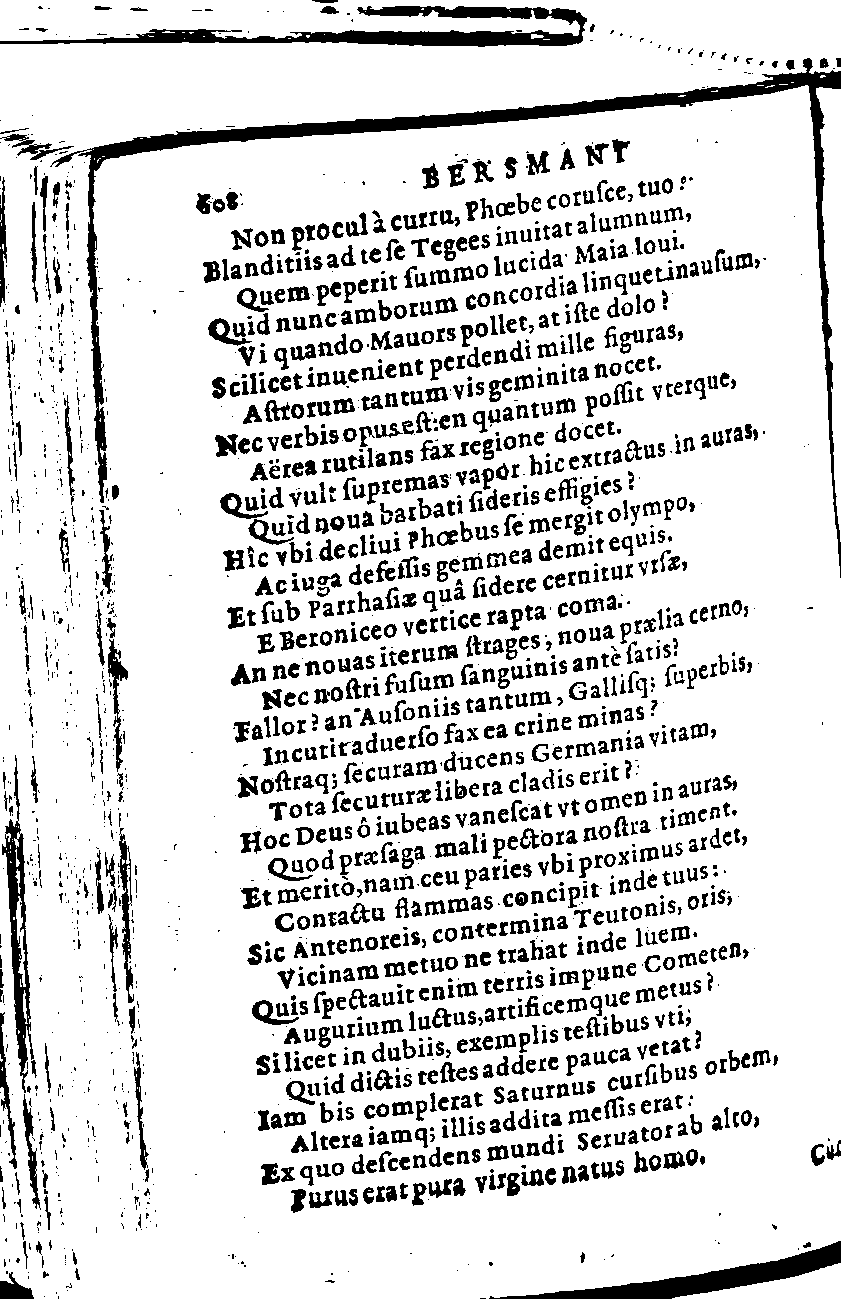 608 BERSMANI
Non procul à curru, Phœbe coruſce, tuo?
Blanditiis ad te ſe Tegees inuitat alumnum,
Quem peperit ſummo lucida Maia Ioui.
Quid nunc amborum concordia linquet inauſum,
Vi quando Mauors pollet, at iſte dolo?
Scilicet inuenient perdendi mille figuras,
Aſtrorum tantum vis geminita nocet.
Nec verbis opus eſt: en quantum poſſit vterque,
Aërea rutilans fax regione docet.
Quid vult ſupremas vapor hic extractus in auras,
Quid noua barbati ſideris effigies?
Hîc vbi decliui Phœbus ſe mergit olympo,
Ac iuga defeſſis gemmea demit equis.
Et ſub Parrhaſiæ quâ ſidere cernitur vrſæ,
E Beroniceo vertice rapta coma.
An ne nouas iterum ſtrages, noua prælia cerno,
Nec noſtri fuſum ſanguinis antè ſatis?
Fallor? an Auſoniis tantum, Galliſq; ſuperbis,
Incutit aduerſo fax ea crine minas?
Noſtraq; ſecuram ducens Germania vitam,
Tota ſecuturæ libera cladis erit?
Hoc Deus ô iubeas vaneſcat vt omen in auras,
Quod præſaga mali pectora noſtra timent.
Et meritò, nam ceu paries vbi proximus ardet,
Contactu flammas concipit inde tuus:
Sic Antenoreis, contermina Teutonis, oris,
Vicinam metuo ne trahat inde luem.
Quis ſpectauit enim terris impune Cometen,
Augurium luctus, artificemque metus?
Silicet in dubiis, exemplis teſtibus vti,
Quid dictis teſtes addere pauca vetat?
Iam bis complerat Saturnus curſibus orbem,
Altera iamq; illis addita meſſis erat:
Ex quo deſcendens mundi Seruator ab alto,
Purus erat pura virgine natus homo.